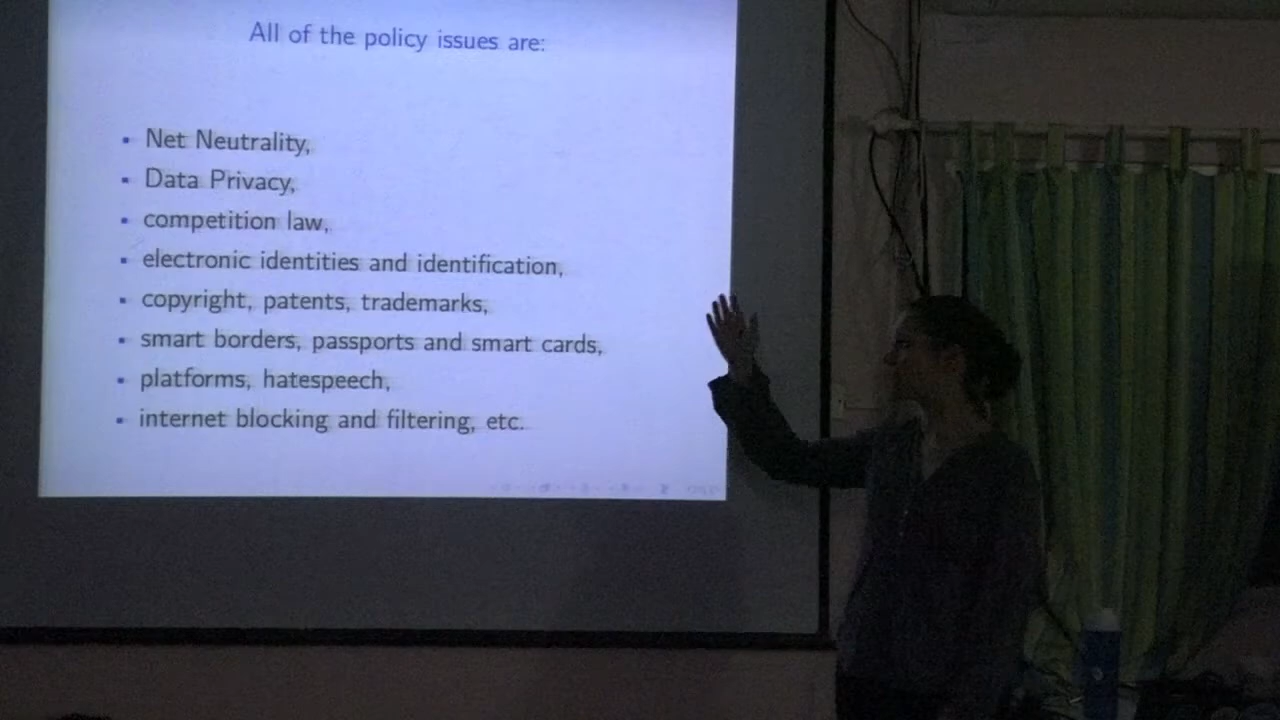 All of the policy issues are:
Net Neutrality,
Data Privacy,
competition law,
electronic identities and identification,
copyright, patents, trademarks,
smart borders, passports and smart cards,
platforms, hatespeech,
internet blocking and filtering, etc.